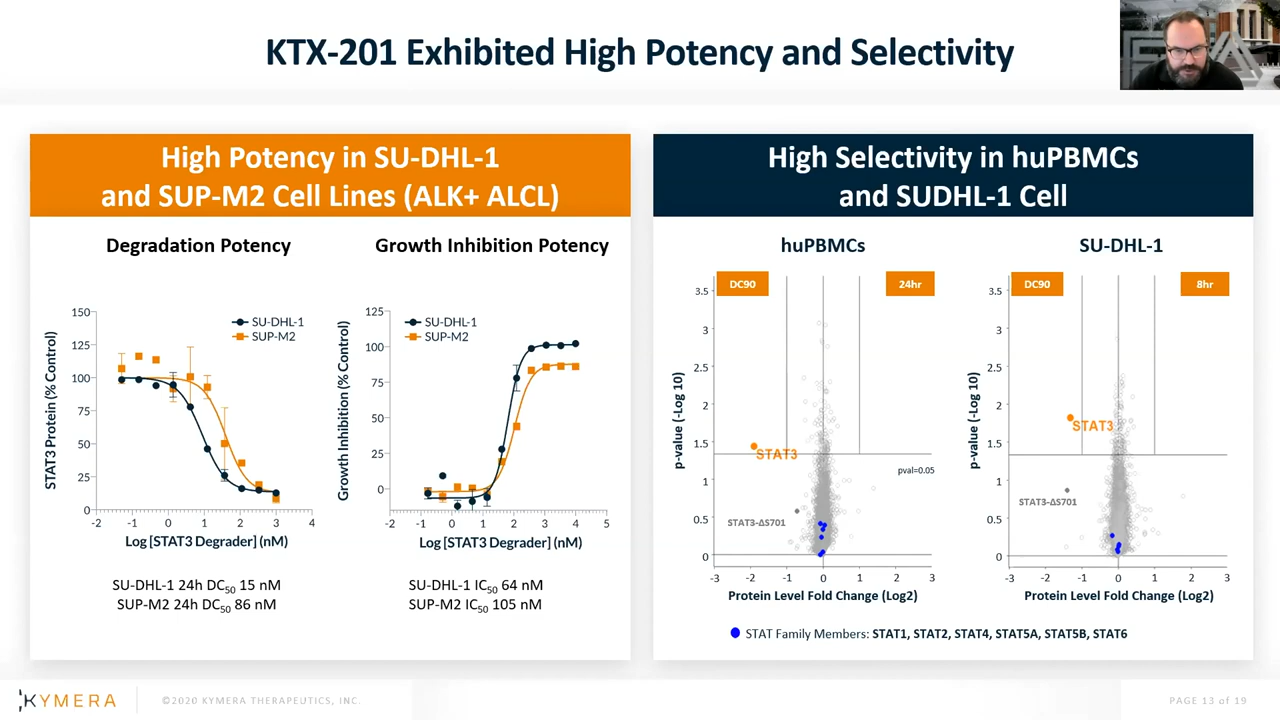 KTX-201 Exhibited High Potency and Selectivity
High Potency in SU-DHL-1
and SUP-M2 Cell Lines (ALK+ ALCL)
Degradation Potency
Growth Inhibition Potency
STAT3 Protein (% Control)
150
125
100
75
50
25
0
-2 -1 0 1 2 3 4
SU-DHL-1
SUP-M2
Log [STAT3 Degrader] (nM)
Growth Inhibition (% Control)
125
100
75
50
25
0
-2 -1 0 1 2 3 4 5
SU-DHL-1
SUP-M2
Log [STAT3 Degrader] (nM)
SU-DHL-1 24h DC50 15 nM
SUP-M2 24h DC50 86 nM
SU-DHL-1 IC50 64 nM
SUP-M2 IC50 105 nM
High Selectivity in huPBMCs
and SUDHL-1 Cell
huPBMCs
DC90
24hr
p-value (-Log 10)
3.5
3
2.5
2
1.5
1
0.5
0
STAT3
pval=0.05
STAT3-ΔS701
-3 -2 -1 0 1 2 3
Protein Level Fold Change (Log2)
SU-DHL-1
DC90
8hr
p-value (-Log 10)
3.5
3
2.5
2
1.5
1
0.5
0
STAT3
STAT3-ΔS701
-3 -2 -1 0 1 2 3
Protein Level Fold Change (Log2)
STAT Family Members: STAT1, STAT2, STAT4, STAT5A, STAT5B, STAT6
KYMERA
©2020 KYMERA THERAPEUTICS, INC.
PAGE 13 of 19